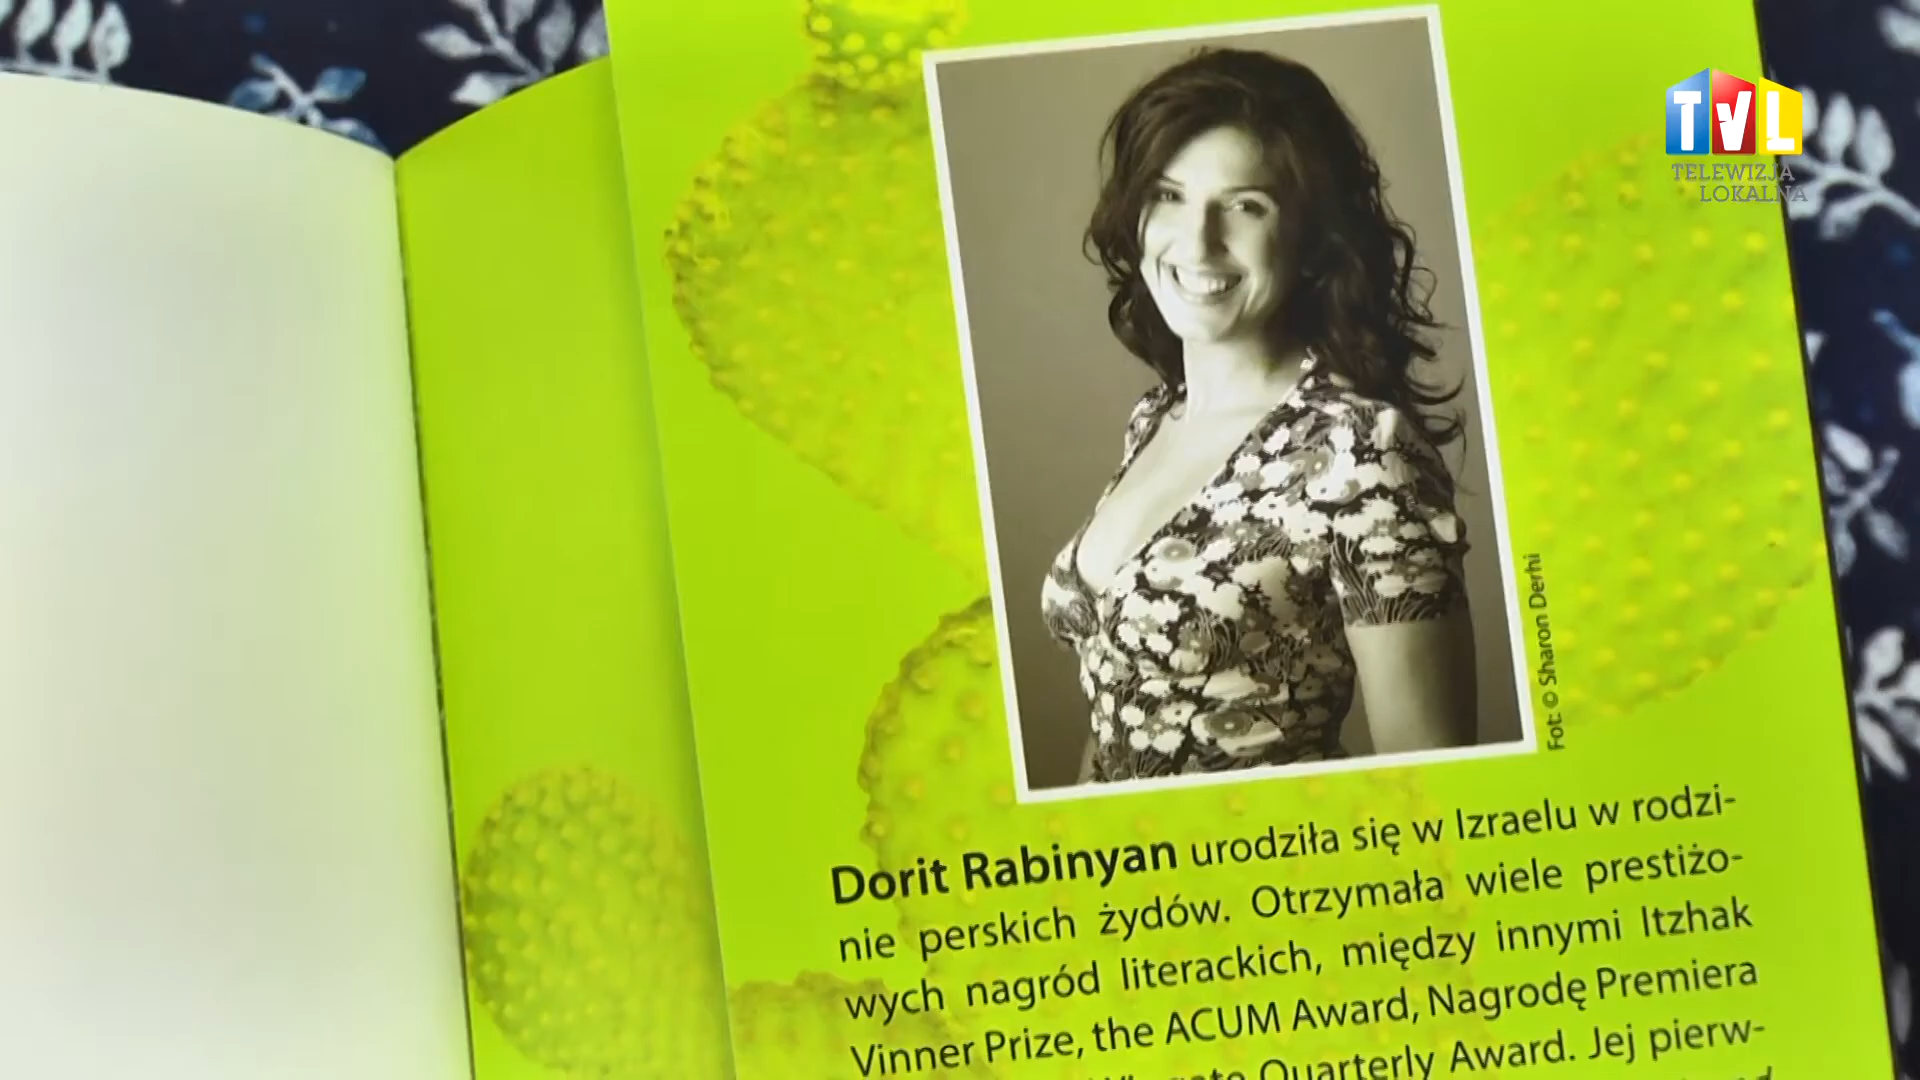 TVL
TELEWIZJA
LOKALNA
Fot: © Sharon Derhi
Dorit Rabinyan urodziła się w Izraelu w rodzi-
nie perskich żydów. Otrzymała wiele prestiżo-
wych nagród literackich, między innymi Itzhak
Vinner Prize, the ACUM Award, Nagrodę Premiera
Quarterly Award. Jej pierw-